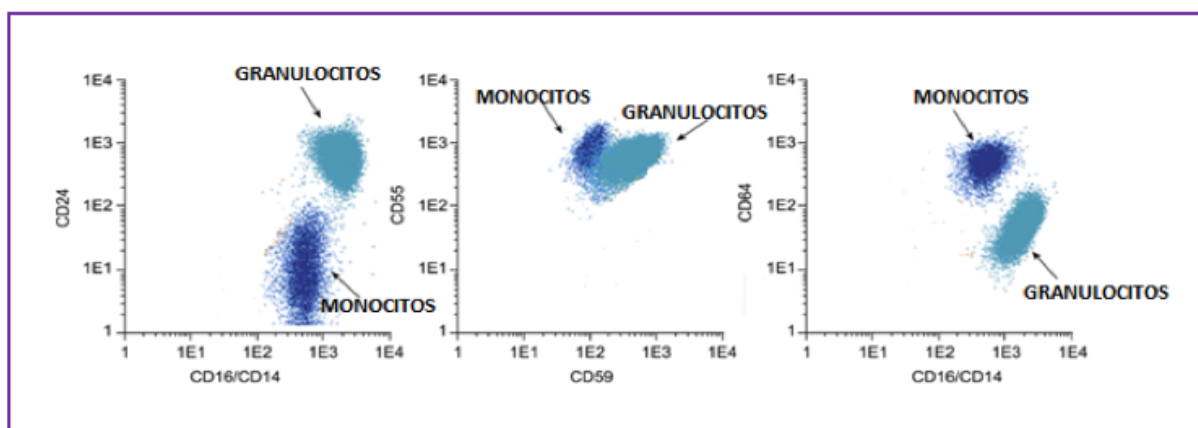 GRANULOCITOS
1E4
1E3
1E2
1E1
1
CD24
MONOCITOS
1
1E1
1E2
1E3
1E4
CD16/CD14
MONOCITOS
GRANULOCITOS
1E4
1E3
1E2
1E1
1
CD55
1
1E1
1E2
1E3
1E4
CD59
MONOCITOS
1E4
1E3
1E2
1E1
1
CD64
GRANULOCITOS
1
1E1
1E2
1E3
1E4
CD16/CD14